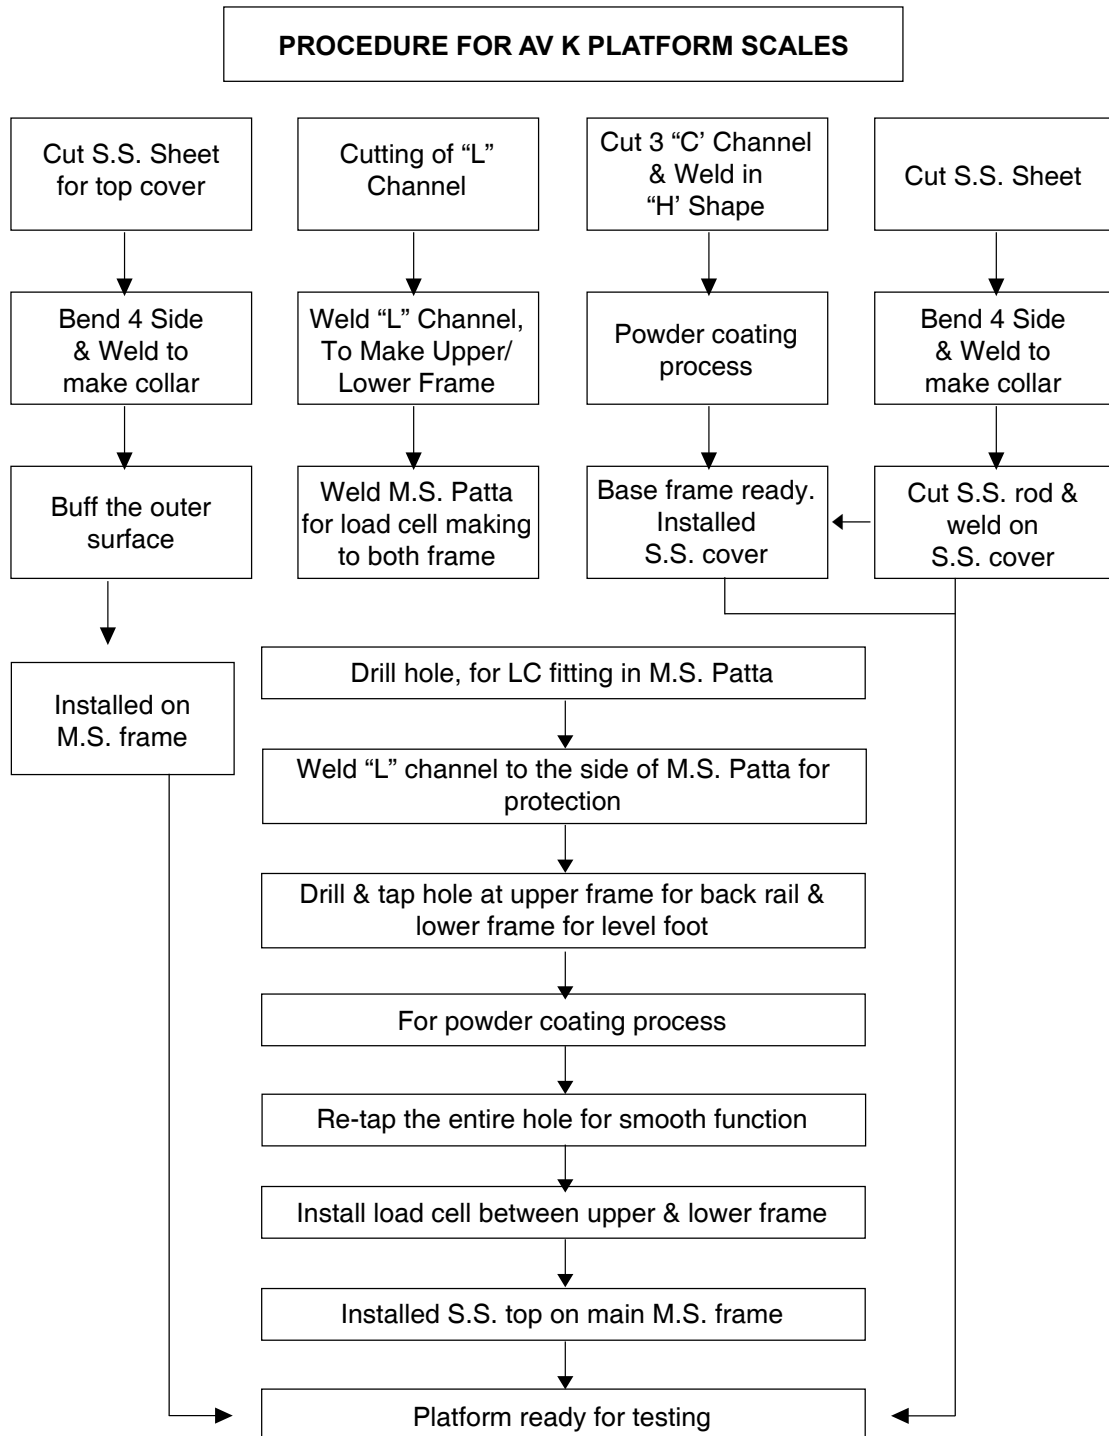 PROCEDURE FOR AV K PLATFORM SCALES
Cut S.S. Sheet
for top cover
Cutting of “L”
Channel
Cut 3 “C’ Channel
& Weld in
“H’ Shape
Cut S.S. Sheet
Bend 4 Side
& Weld to
make collar
Weld “L” Channel,
To Make Upper/
Lower Frame
Powder coating
process
Bend 4 Side
& Weld to
make collar
Buff the outer
surface
Weld M.S. Patta
for load cell making
to both frame
Base frame ready.
Installed
S.S. cover
Cut S.S. rod &
weld on
S.S. cover
Installed on
M.S. frame
Drill hole, for LC fitting in M.S. Patta
Weld “L” channel to the side of M.S. Patta for
protection
Drill & tap hole at upper frame for back rail &
lower frame for level foot
For powder coating process
Re-tap the entire hole for smooth function
Install load cell between upper & lower frame
Installed S.S. top on main M.S. frame
Platform ready for testing